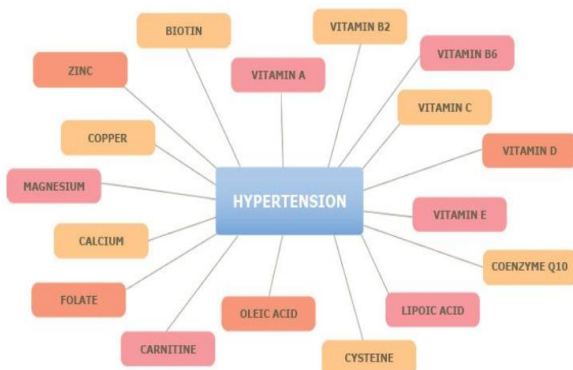 BIOTIN
VITAMIN B2
VITAMIN B6
ZINC
VITAMIN A
VITAMIN C
COPPER
VITAMIN D
MAGNESIUM
HYPERTENSION
VITAMIN E
CALCIUM
COENZYME Q10
FOLATE
OLEIC ACID
LIPOIC ACID
CARNITINE
CYSTEINE